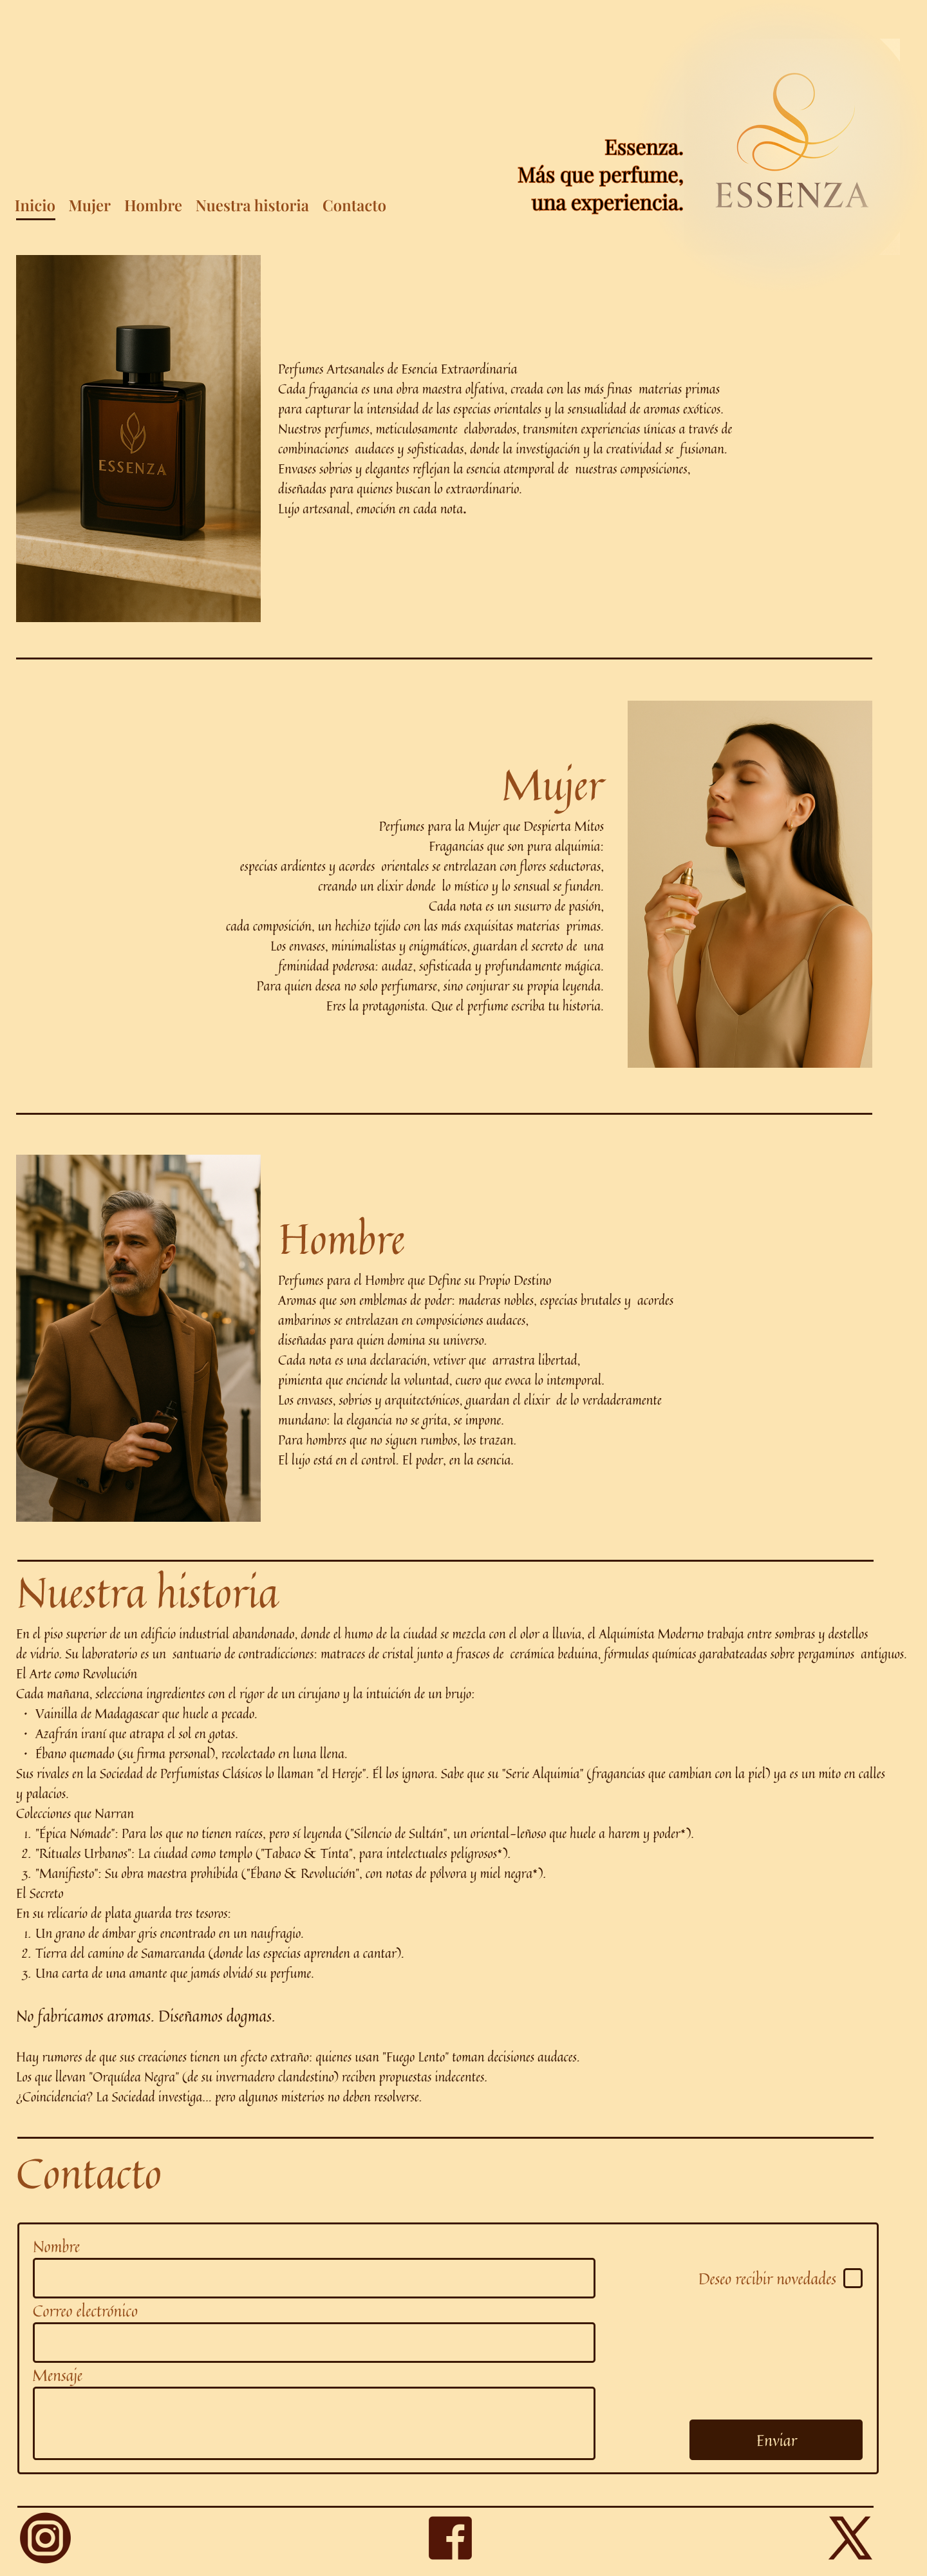 ESSENZA
Essenza.
Más que perfume,
una experiencia.
Inicio Mujer Hombre Nuestra historia Contacto
ESSENZA
Perfumes Artesanales de Esencia Extraordinaria
Cada fragancia es una obra maestra olfativa, creada con las más finas materias primas
para capturar la intensidad de las especias orientales y la sensualidad de aromas exóticos.
Nuestros perfumes, meticulosamente elaborados, transmiten experiencias únicas a través de
combinaciones audaces y sofisticadas, donde la investigación y la creatividad se fusionan.
Envases sobrios y elegantes reflejan la esencia atemporal de nuestras composiciones,
diseñadas para quienes buscan lo extraordinario.
Lujo artesanal, emoción en cada nota.
Mujer
Perfumes para la Mujer que Despierta Mitos
Fragancias que son pura alquimia:
especias ardientes y acordes orientales se entrelazan con flores seductoras,
creando un elixir donde lo místico y lo sensual se funden.
Cada nota es un susurro de pasión,
cada composición, un hechizo tejido con las más exquisitas materias primas.
Los envases, minimalistas y enigmáticos, guardan el secreto de una
feminidad poderosa: audaz, sofisticada y profundamente mágica.
Para quien desea no solo perfumarse, sino conjurar su propia leyenda.
Eres la protagonista. Que el perfume escriba tu historia.
Hombre
Perfumes para el Hombre que Define su Propio Destino
Aromas que son emblemas de poder: maderas nobles, especias brutales y acordes
ambarinos se entrelazan en composiciones audaces,
diseñadas para quien domina su universo.
Cada nota es una declaración, vetiver que arrastra libertad,
pimienta que enciende la voluntad, cuero que evoca lo intemporal.
Los envases, sobrios y arquitectónicos, guardan el elixir de lo verdaderamente
mundano: la elegancia no se grita, se impone.
Para hombres que no siguen rumbos, los trazan.
El lujo está en el control. El poder, en la esencia.
Nuestra historia
En el piso superior de un edificio industrial abandonado, donde el humo de la ciudad se mezcla con el olor a lluvia, el Alquimista Moderno trabaja entre sombras y destellos
de vidrio. Su laboratorio es un santuario de contradicciones: matraces de cristal junto a frascos de cerámica beduina, fórmulas químicas garabateadas sobre pergaminos antiguos.
El Arte como Revolución
Cada mañana, selecciona ingredientes con el rigor de un cirujano y la intuición de un brujo:
• Vainilla de Madagascar que huele a pecado.
• Azafrán iraní que atrapa el sol en gotas.
• Ébano quemado (su firma personal), recolectado en luna llena.
Sus rivales en la Sociedad de Perfumistas Clásicos lo llaman "el Hereje". Él los ignora. Sabe que su "Serie Alquimia" (fragancias que cambian con la piel) ya es un mito en calles
y palacios.
Colecciones que Narran
1. "Épica Nómade": Para los que no tienen raíces, pero sí leyenda ("Silencio de Sultán", un oriental-leñoso que huele a harem y poder*).
2. "Rituales Urbanos": La ciudad como templo ("Tabaco & Tinta", para intelectuales peligrosos*).
3. "Manifiesto": Su obra maestra prohibida ("Ébano & Revolución", con notas de pólvora y miel negra*).
El Secreto
En su relicario de plata guarda tres tesoros:
1. Un grano de ámbar gris encontrado en un naufragio.
2. Tierra del camino de Samarcanda (donde las especias aprenden a cantar).
3. Una carta de una amante que jamás olvidó su perfume.
No fabricamos aromas. Diseñamos dogmas.
Hay rumores de que sus creaciones tienen un efecto extraño: quienes usan "Fuego Lento" toman decisiones audaces.
Los que llevan "Orquídea Negra" (de su invernadero clandestino) reciben propuestas indecentes.
¿Coincidencia? La Sociedad investiga... pero algunos misterios no deben resolverse.
Contacto
Nombre
Deseo recibir novedades
Correo electrónico
Mensaje
Enviar